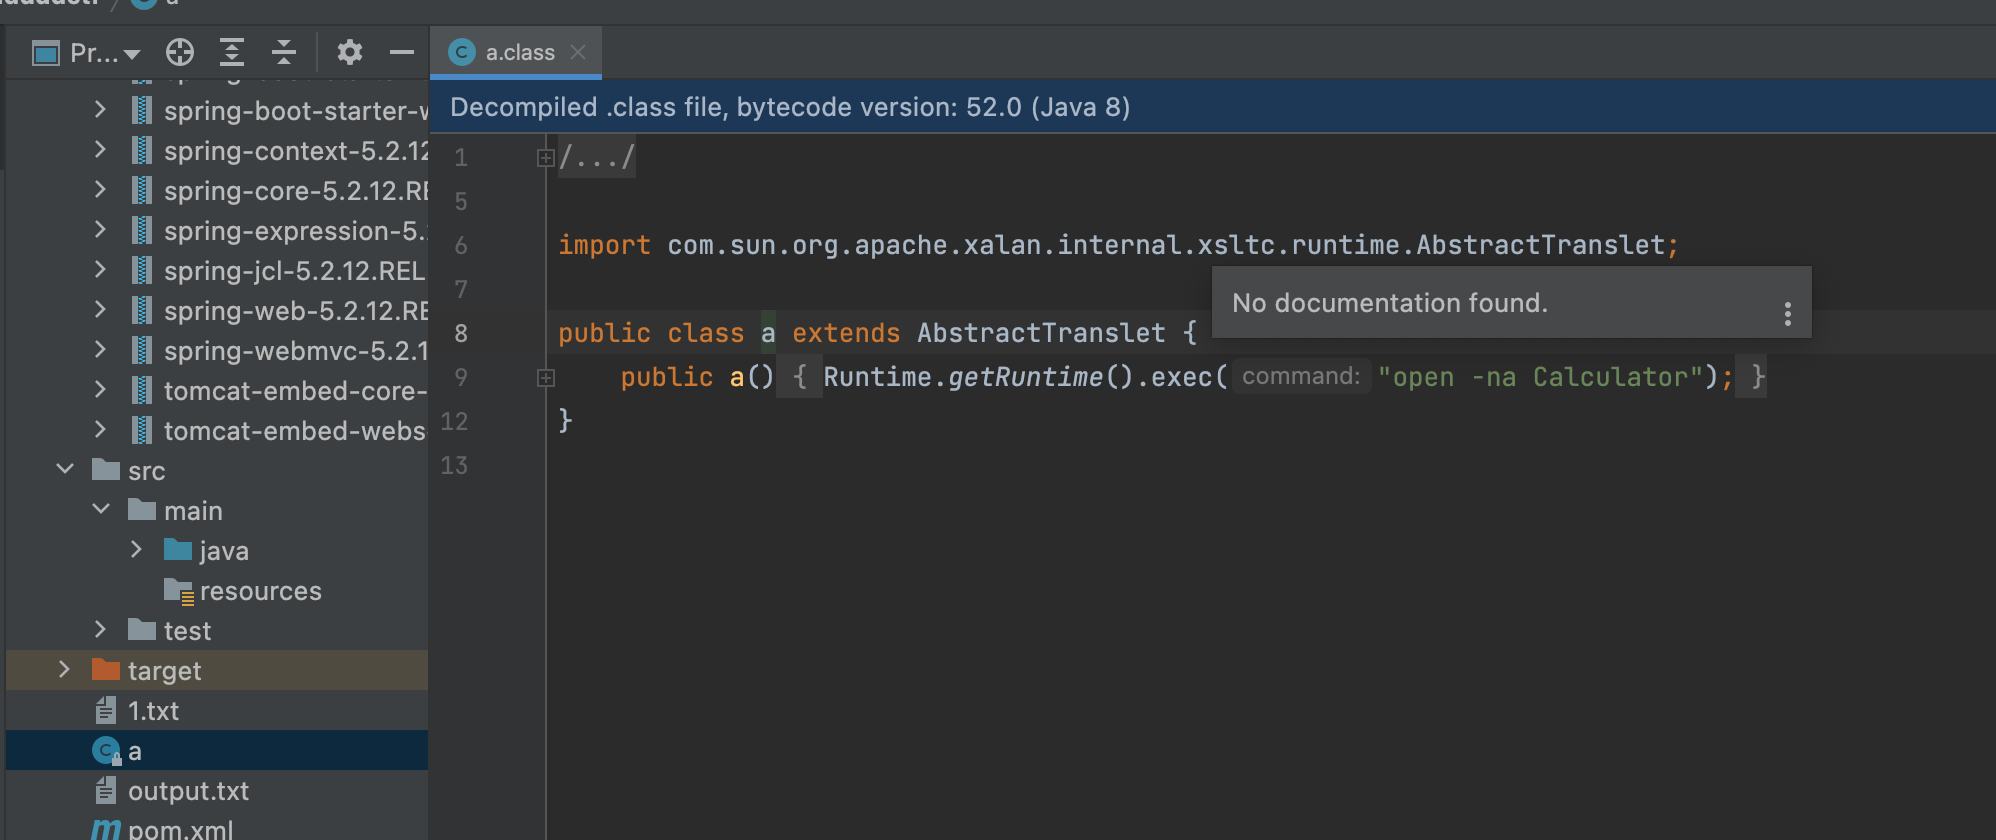 a
Pr...
a.class
spring-boot-starter-w
spring-context-5.2.12
spring-core-5.2.12.RE
spring-expression-5.
spring-jcl-5.2.12.REL
spring-web-5.2.12.RE
spring-webmvc-5.2.1
tomcat-embed-core-
tomcat-embed-webs
src
main
java
resources
test
target
1.txt
a
output.txt
pom.xml
Decompiled .class file, bytecode version: 52.0 (Java 8)
1 /.../
5
6 import com.sun.org.apache.xalan.internal.xsltc.runtime.AbstractTranslet;
7
No documentation found.
8 public class a extends AbstractTranslet {
9 public a() { Runtime.getRuntime().exec( command: "open -na Calculator"); }
12 }
13